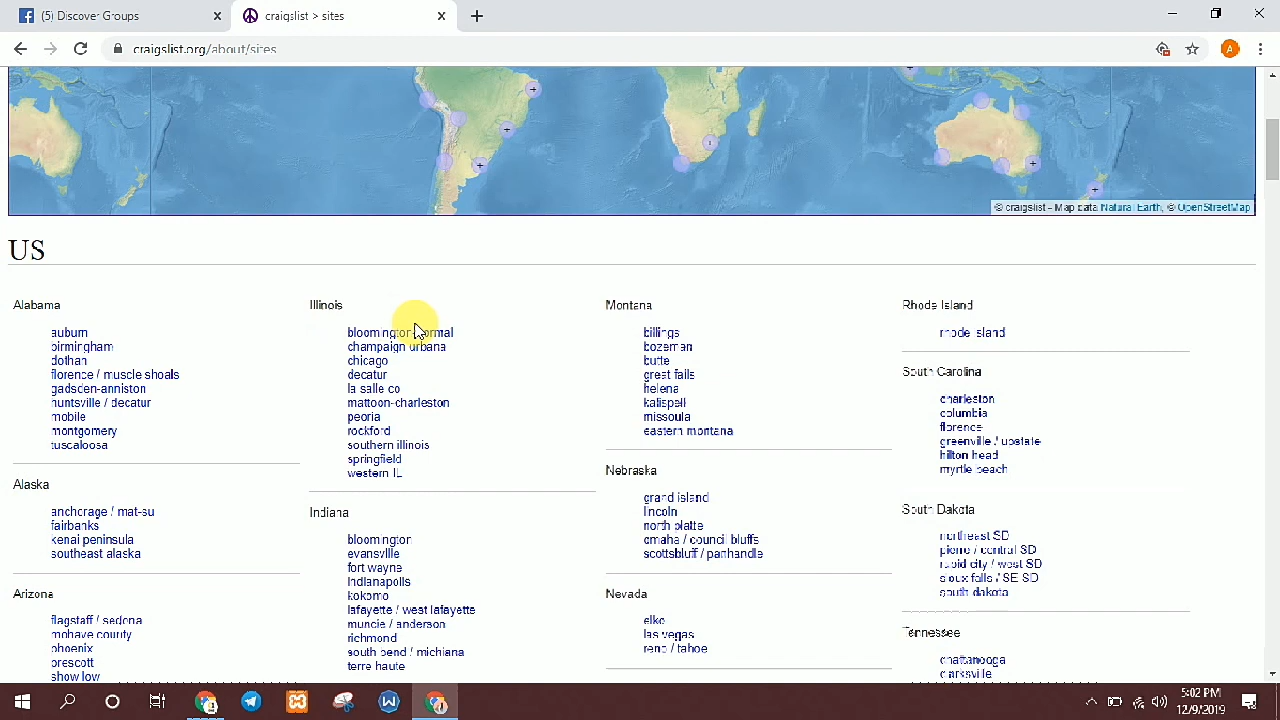 (5) Discover Groups
craigslist > sites
craigslist.org/about/sites
A
© craigslist - Map data Natural Earth, © OpenStreetMap
US
Alabama
auburn
birmingham
dothan
florence / muscle shoals
gadsden-anniston
huntsville / decatur
mobile
montgomery
tuscaloosa
Alaska
anchorage / mat-su
fairbanks
kenai peninsula
southeast alaska
Arizona
flagstaff / sedona
mohave county
phoenix
prescott
show low
Illinois
bloomington-normal
champaign urbana
chicago
decatur
la salle co
mattoon-charleston
peoria
rockford
southern illinois
springfield
western IL
Indiana
bloomington
evansville
fort wayne
indianapolis
kokomo
lafayette / west lafayette
muncie / anderson
richmond
south bend / michiana
terre haute
Montana
billings
bozeman
butte
great falls
helena
kalispell
missoula
eastern montana
Nebraska
grand island
lincoln
north platte
omaha / council bluffs
scottsbluff / panhandle
Nevada
elko
las vegas
reno / tahoe
Rhode Island
rhode island
South Carolina
charleston
columbia
florence
greenville / upstate
hilton head
myrtle beach
South Dakota
northeast SD
pierre / central SD
rapid city / west SD
sioux falls / SE SD
south dakota
Tennessee
chattanooga
clarksville
5:02 PM
12/9/2019